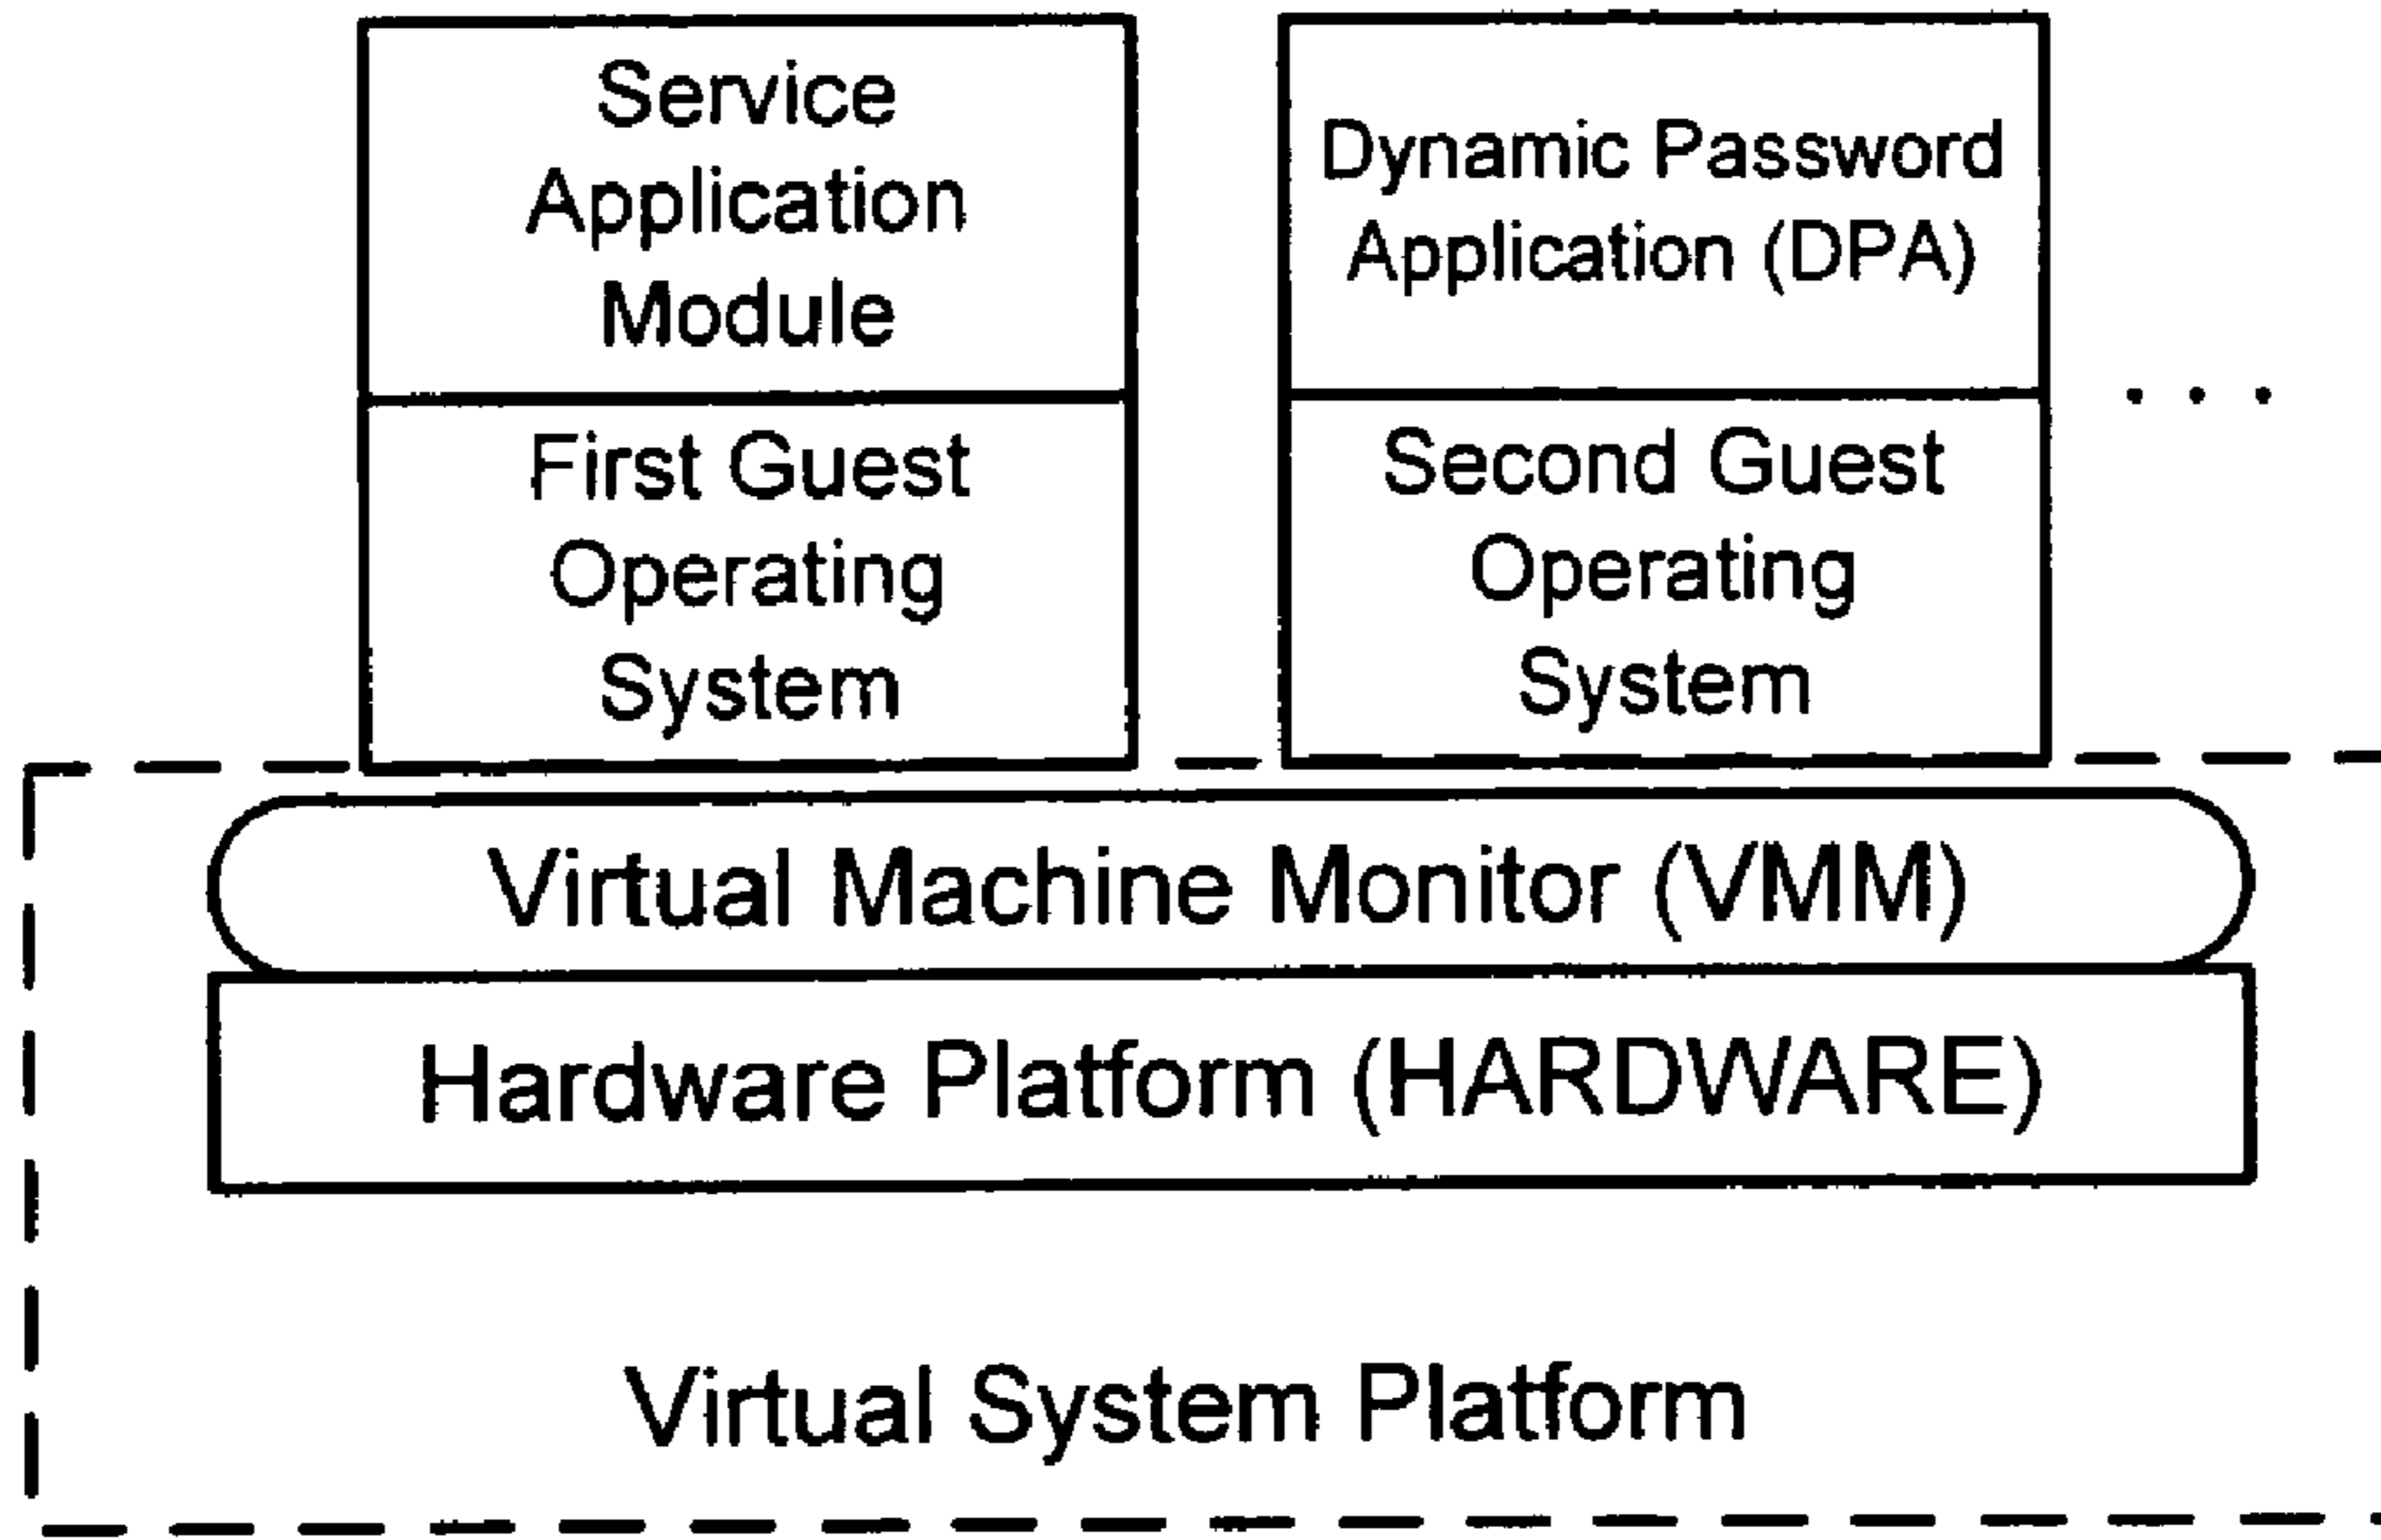 Service
Application
Module
First Guest
Operating
System
Dynamic Password
Application (DPA)
Second Guest
Operating
System
. . .
Virtual Machine Monitor (VMM)
Hardware Platform (HARDWARE)
Virtual System Platform